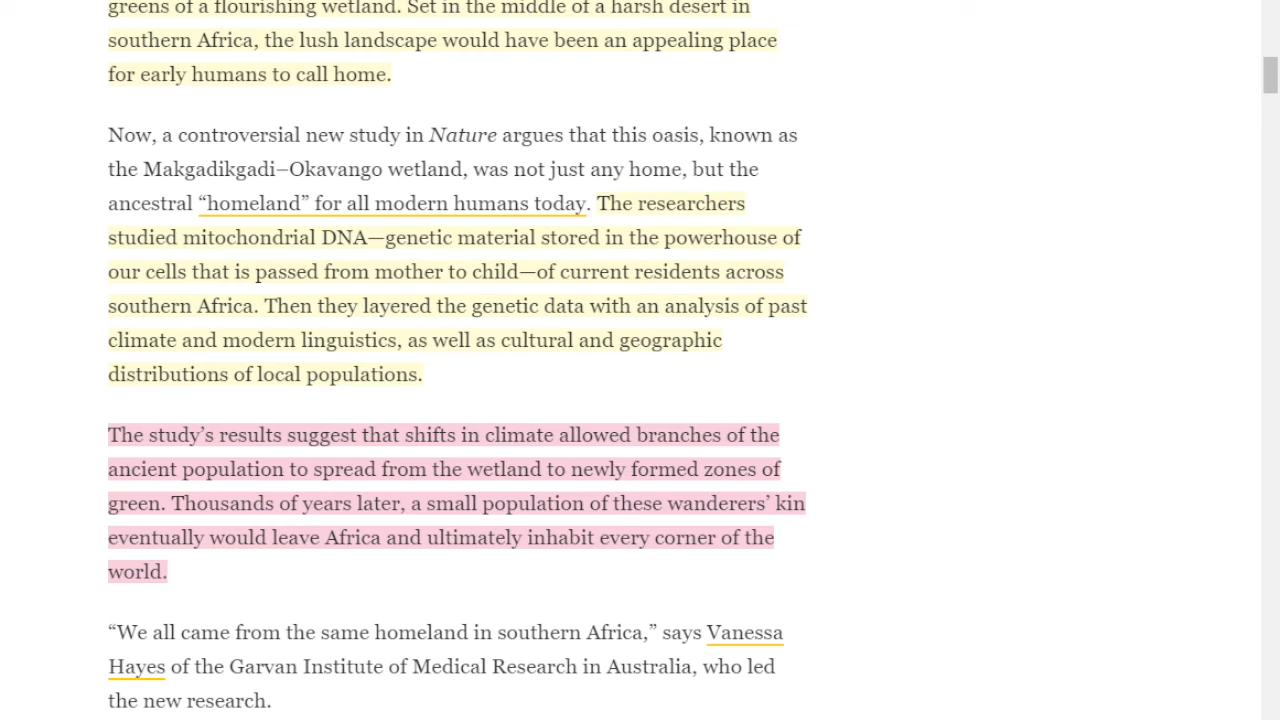 greens of a flourishing wetland. Set in the middle of a harsh desert in
southern Africa, the lush landscape would have been an appealing place
for early humans to call home.
Now, a controversial new study in Nature argues that this oasis, known as
the Makgadikgadi–Okavango wetland, was not just any home, but the
ancestral “homeland” for all modern humans today. The researchers
studied mitochondrial DNA—genetic material stored in the powerhouse of
our cells that is passed from mother to child—of current residents across
southern Africa. Then they layered the genetic data with an analysis of past
climate and modern linguistics, as well as cultural and geographic
distributions of local populations.
The study’s results suggest that shifts in climate allowed branches of the
ancient population to spread from the wetland to newly formed zones of
green. Thousands of years later, a small population of these wanderers’ kin
eventually would leave Africa and ultimately inhabit every corner of the
world.
“We all came from the same homeland in southern Africa,” says Vanessa
Hayes of the Garvan Institute of Medical Research in Australia, who led
the new research.